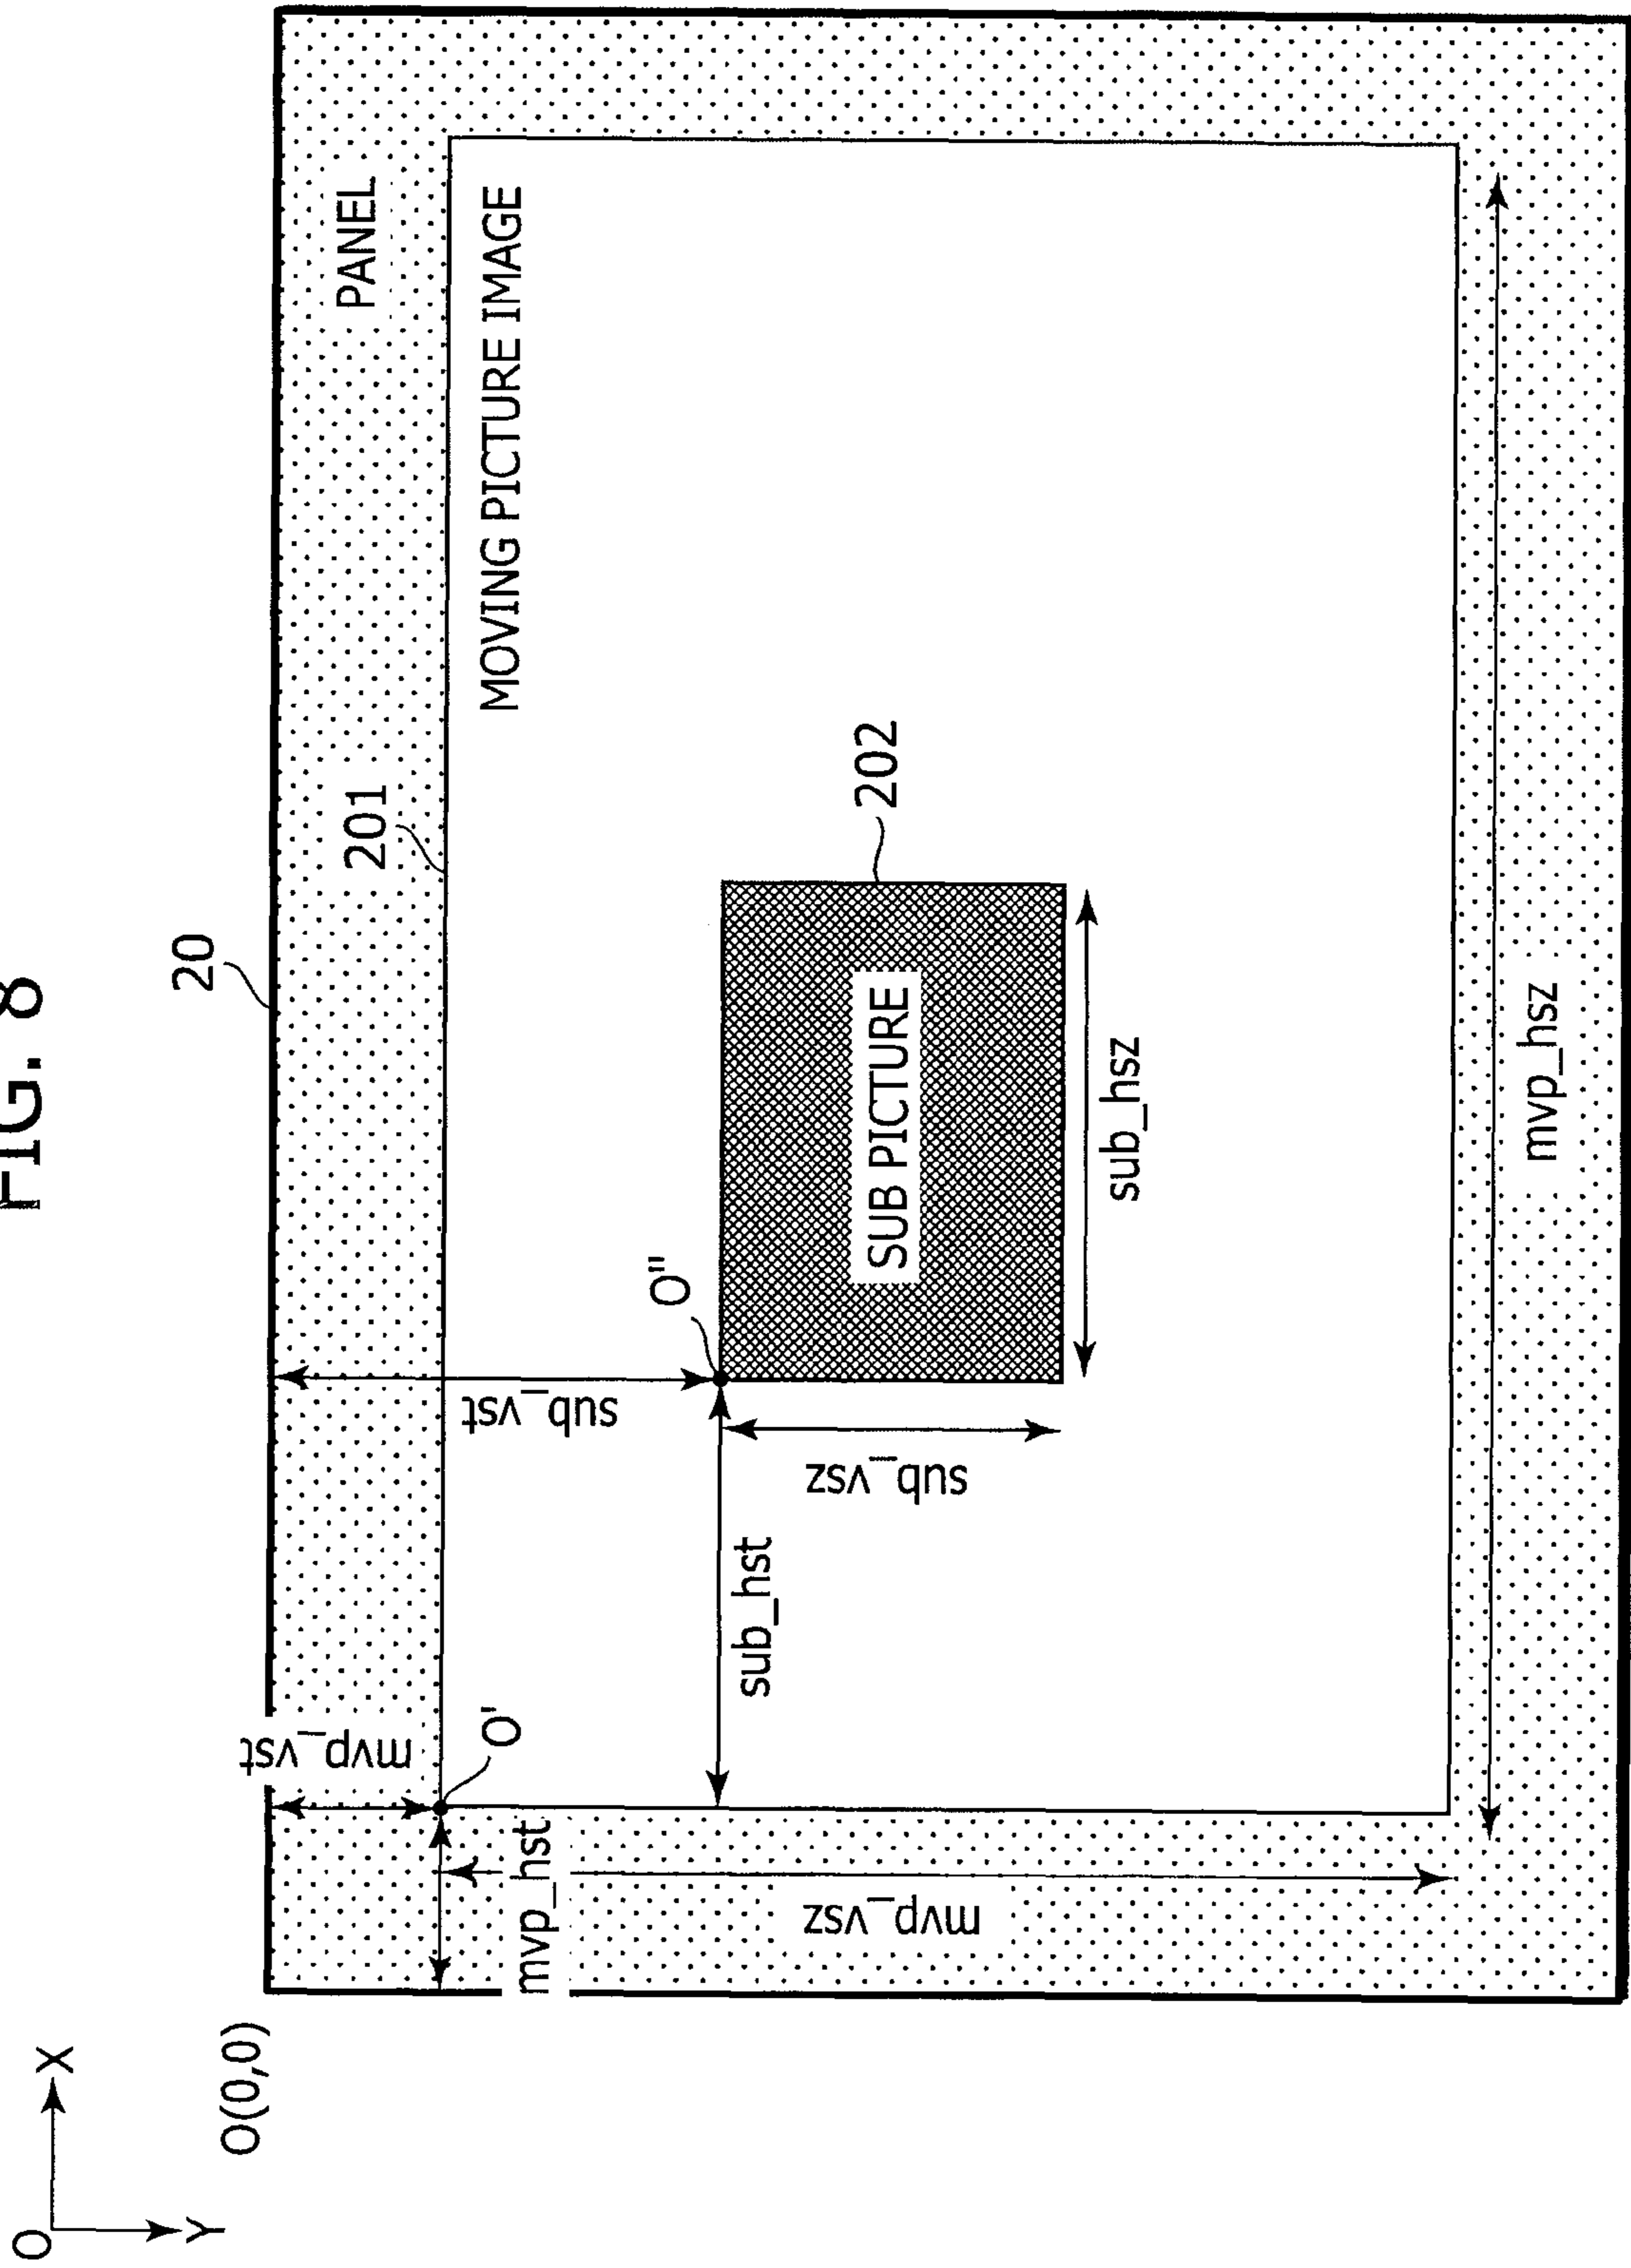 FIG. 8
O
X
Y
O(0,0)
20
mvp_vst
PANEL
201
O'
mvp_hst
MOVING PICTURE IMAGE
sub_vst
O"
sub_hst
sub_vsz
202
SUB PICTURE
mvp_vsz
sub_hsz
mvp_hsz